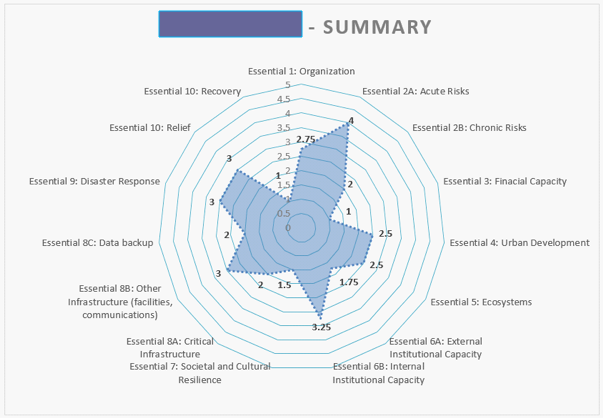 - SUMMARY
Essential 1: Organization
Essential 10: Recovery
Essential 2A: Acute Risks
Essential 10: Relief
Essential 2B: Chronic Risks
Essential 9: Disaster Response
Essential 3: Finacial Capacity
Essential 8C: Data backup
Essential 4: Urban Development
Essential 8B: Other
Infrastructure (facilities,
communications)
Essential 5: Ecosystems
Essential 8A: Critical
Infrastructure
Essential 6A: External
Institutional Capacity
Essential 7: Societal and Cultural
Resilience
Essential 6B: Internal
Institutional Capacity
5
4.5
4
3.5
3
2.5
2
1.5
1
0.5
0
2.75
4
2
1
2.5
2.5
1.75
3.25
1.5
2
3
2
3
3
1